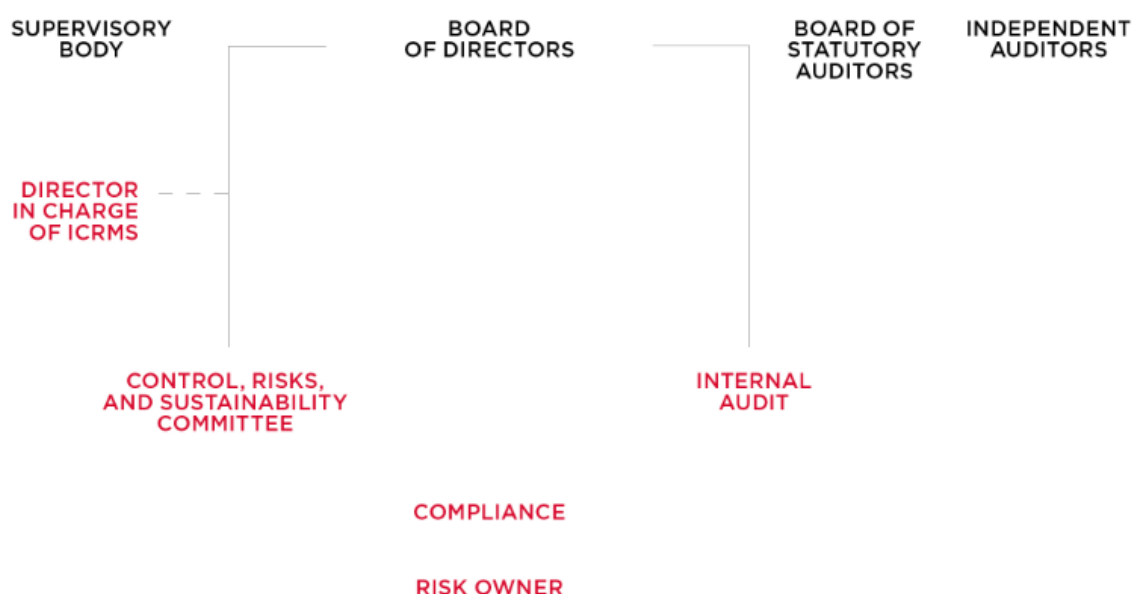 SUPERVISORY
BODY
BOARD
OF DIRECTORS
BOARD OF
STATUTORY
AUDITORS
INDEPENDENT
AUDITORS
DIRECTOR
IN CHARGE
OF ICRMS
CONTROL, RISKS,
AND SUSTAINABILITY
COMMITTEE
INTERNAL
AUDIT
COMPLIANCE
RISK OWNER